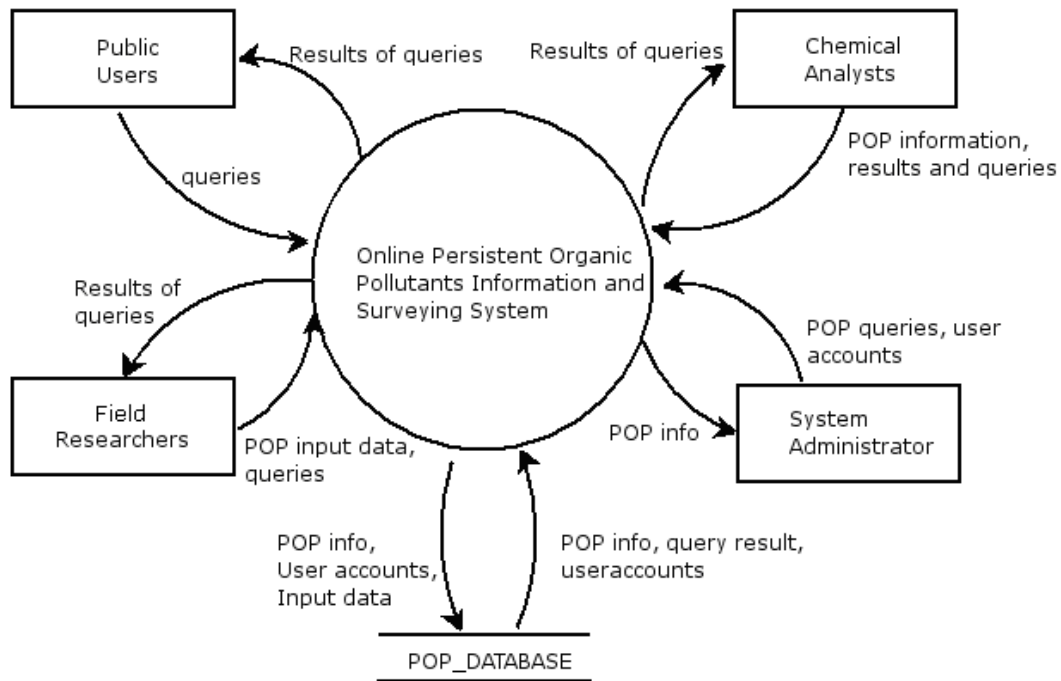 Public
Users
Results of queries
Results of queries
Chemical
Analysts
queries
POP information,
results and queries
Online Persistent Organic
Pollutants Information and
Surveying System
Results of
queries
POP queries, user
accounts
Field
Researchers
POP input data,
queries
POP info
System
Administrator
POP info,
User accounts,
Input data
POP info, query result,
useraccounts
POP_DATABASE